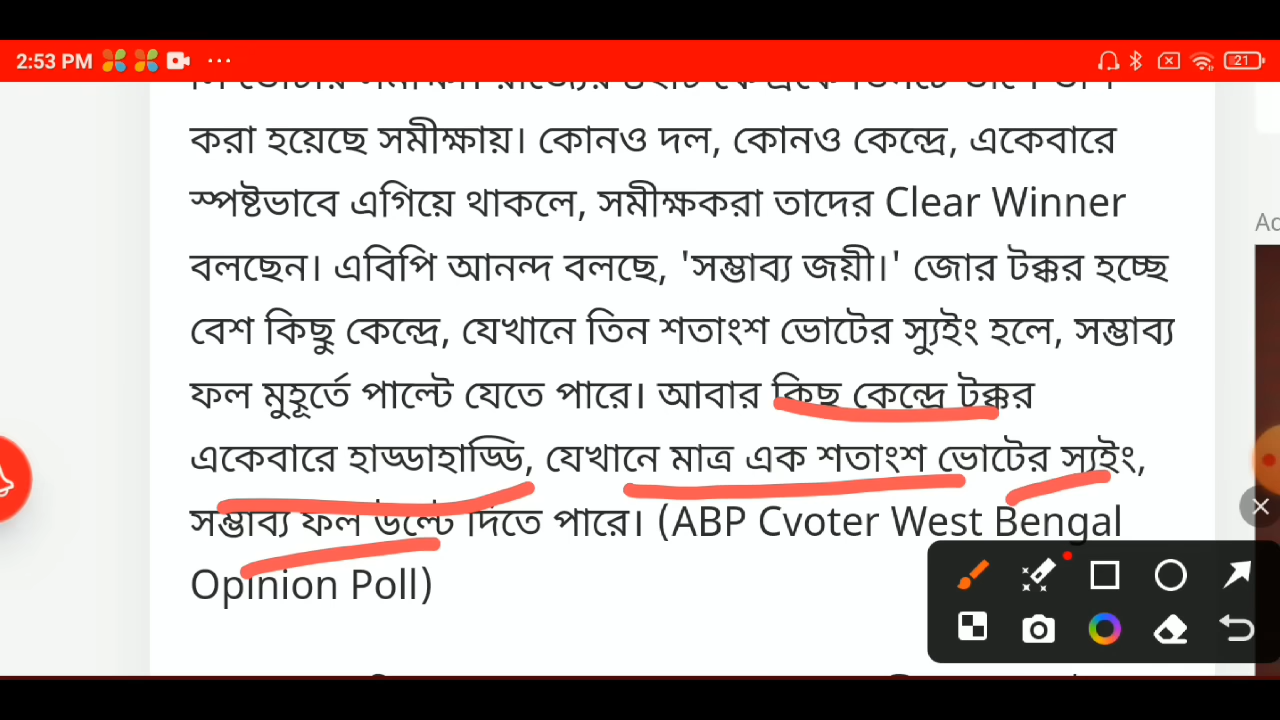 2:53 PM
21
করা হয়েছে সমীক্ষায়। কোনও দল, কোনও কেন্দ্রে, একেবারে
স্পষ্টভাবে এগিয়ে থাকলে, সমীক্ষকরা তাদের Clear Winner
বলছেন। এবিপি আনন্দ বলছে, 'সম্ভাব্য জয়ী।' জোর টক্কর হচ্ছে
বেশ কিছু কেন্দ্রে, যেখানে তিন শতাংশ ভোটের স্যুইং হলে, সম্ভাব্য
ফল মুহূর্তে পাল্টে যেতে পারে। আবার কিছু কেন্দ্রে টক্কর
একেবারে হাড্ডাহাড্ডি, যেখানে মাত্র এক শতাংশ ভোটের স্যুইং,
সম্ভাব্য ফল উল্টে দিতে পারে। (ABP Cvoter West Bengal
Opinion Poll)